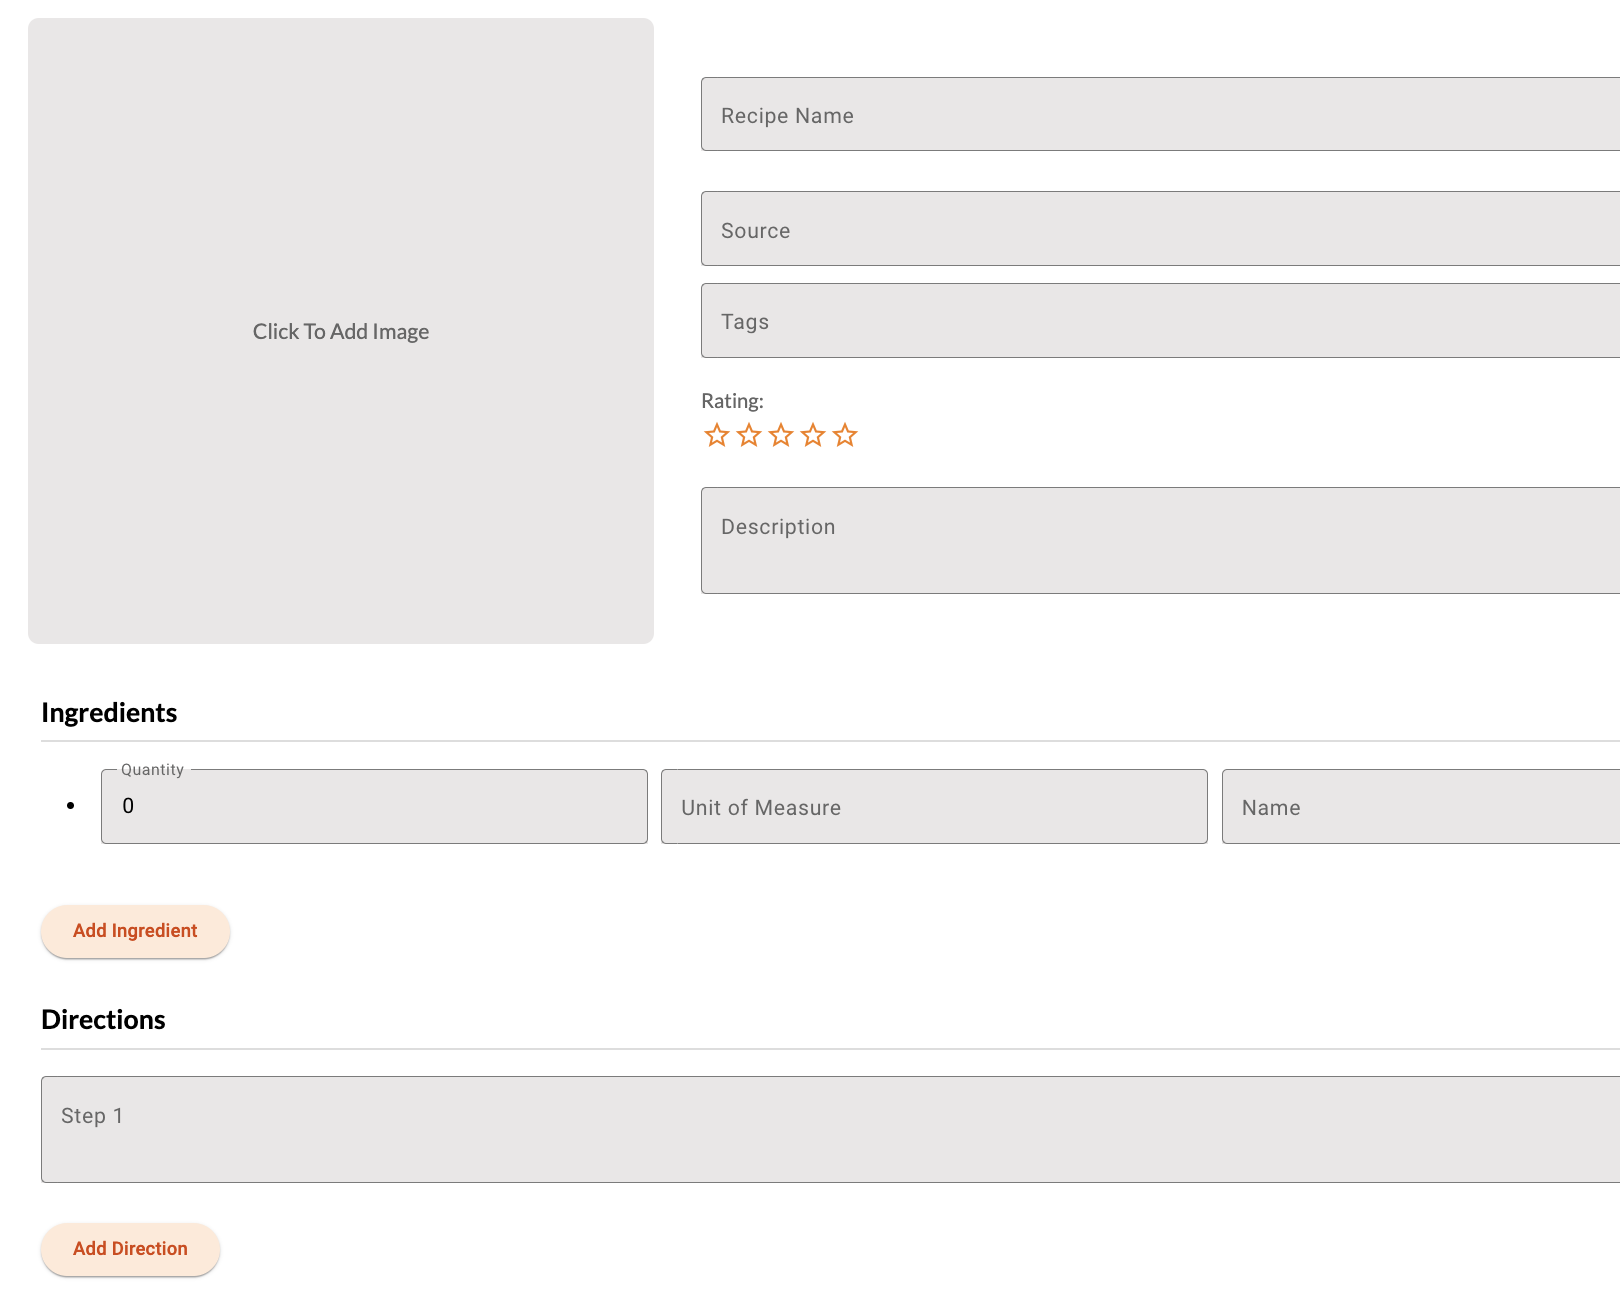 Click To Add Image
Recipe Name
Source
Tags
Rating:
Description
Ingredients
Quantity
0
Unit of Measure
Name
Add Ingredient
Directions
Step 1
Add Direction